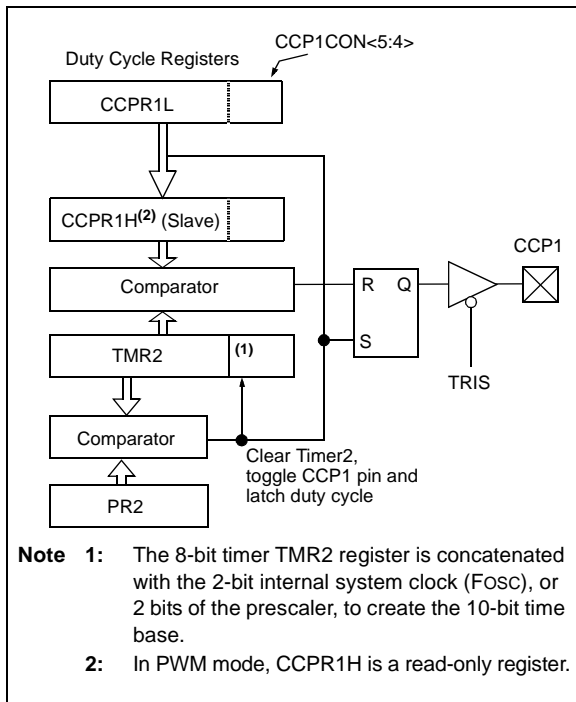 CCP1CON<5:4>
Duty Cycle Registers
CCPR1L
CCPR1H(2) (Slave)
CCP1
Comparator
R Q
TMR2 (1)
S
TRIS
Comparator
Clear Timer2,
toggle CCP1 pin and
latch duty cycle
PR2
Note 1: The 8-bit timer TMR2 register is concatenated
with the 2-bit internal system clock (FOSC), or
2 bits of the prescaler, to create the 10-bit time
base.
2: In PWM mode, CCPR1H is a read-only register.